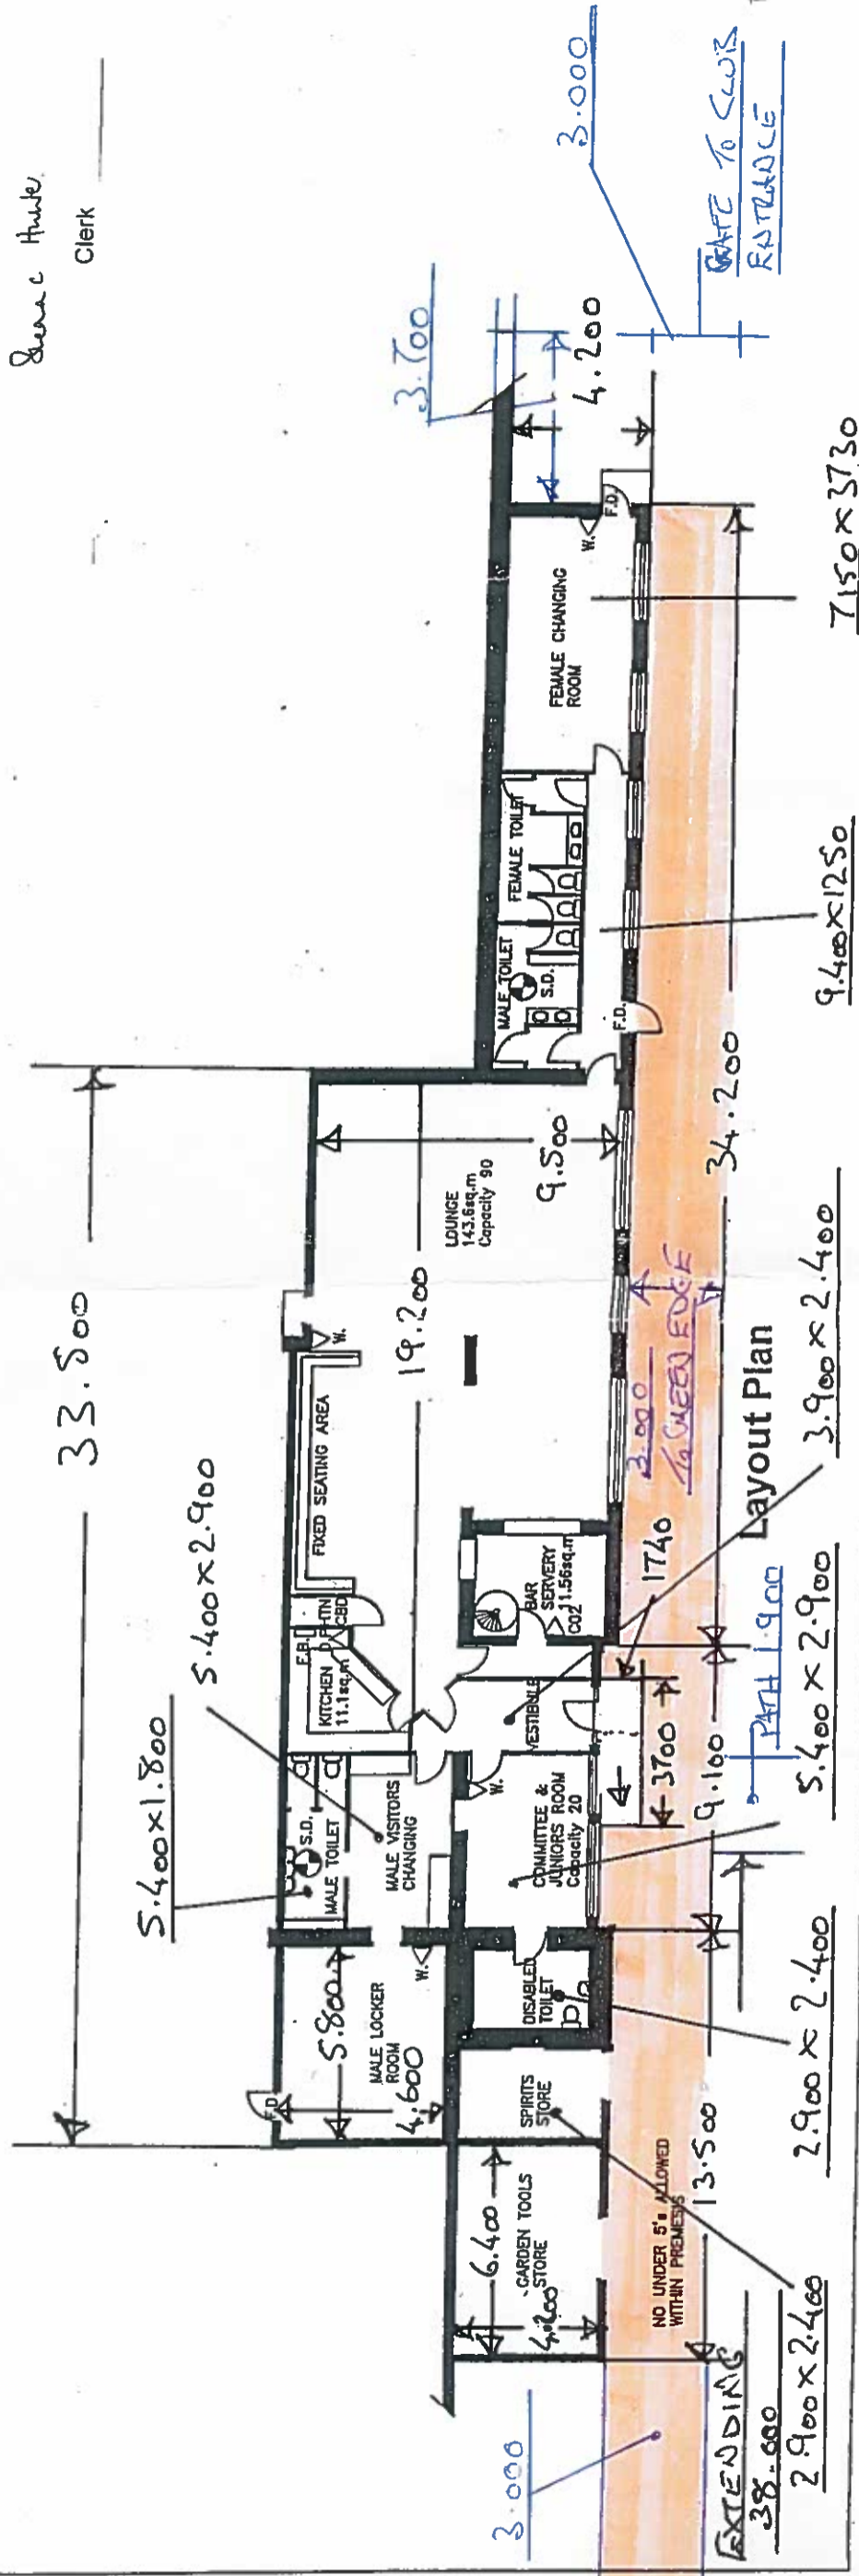 Clerk
33.500
3.000
GATE TO CLUB
ENTRANCE
3.700
4.200
5.400 x 1.800
5.400 x 2.900
5.800
4.600
MALE LOCKER
ROOM
F.D.
W.
S.D.
MALE TOILET
MALE VISITORS
CHANGING
KITCHEN
11.1sq.m
F.B.
CBD
FIXED SEATING AREA
W.
19.200
LOUNGE
143.6sq.m
Capacity 90
9.500
MALE TOILET
S.D.
FEMALE TOILET
FEMALE CHANGING
ROOM
W.
F.D.
F.D.
6.400
GARDEN TOOLS
STORE
4.200
SPIRITS
STORE
DISABLED
TOILET
W.
COMMITTEE &
JUNIORS ROOM
Capacity 20
VESTIBULE
BAR
SERVERY
11.56sq.m
CO2
NO UNDER 5's ALLOWED
WITHIN PREMESIS
3.000
13.500
9.100
3700
1740
3.000
To GREEN EDGE
34.200
PATH 1.900
Layout Plan
EXTENDING
38.000
2.900 x 2.400
2.900 x 2.400
5.400 x 2.900
3.900 x 2.400
9.400 x 1250
7150 x 3730